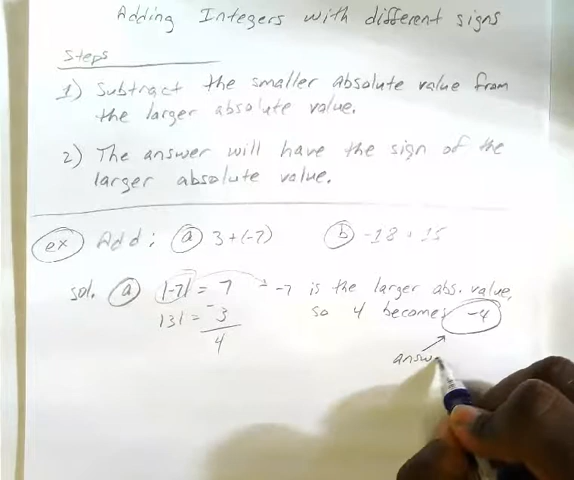 Adding Integers with different signs
Steps
1) Subtract the smaller absolute value from
the larger absolute value.
2) The answer will have the sign of the
larger absolute value.
ex Add: a 3+(-7) b -18+15
sol. a |-7| = 7 -7 is the larger abs. value,
|3| = -3 so 4 becomes -4
4
answ